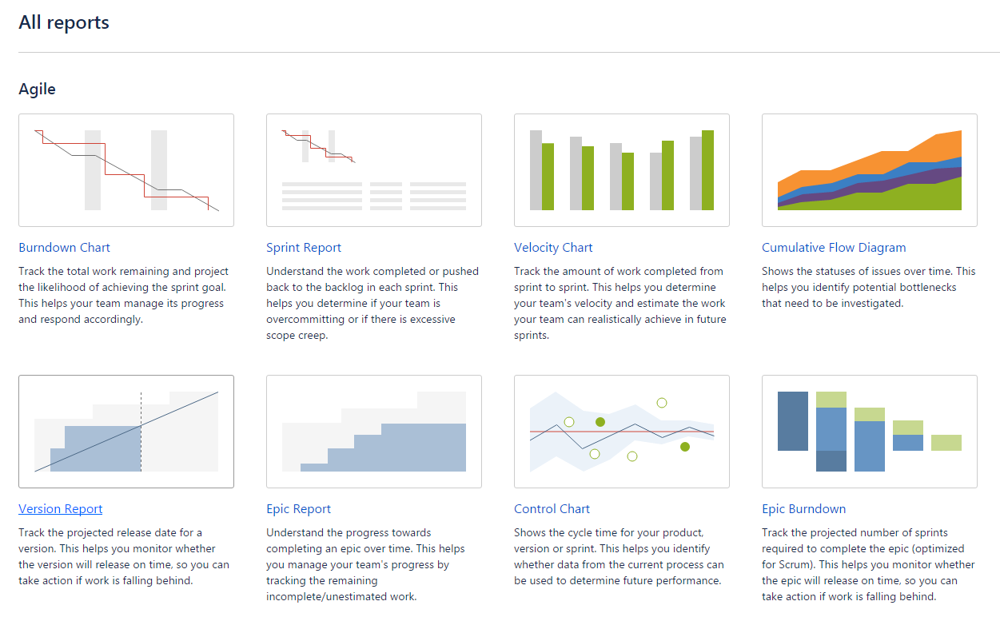 All reports
Agile
Burndown Chart
Track the total work remaining and project
the likelihood of achieving the sprint goal.
This helps your team manage its progress
and respond accordingly.
Sprint Report
Understand the work completed or pushed
back to the backlog in each sprint. This
helps you determine if your team is
overcommitting or if there is excessive
scope creep.
Velocity Chart
Track the amount of work completed from
sprint to sprint. This helps you determine
your team's velocity and estimate the work
your team can realistically achieve in future
sprints.
Cumulative Flow Diagram
Shows the statuses of issues over time. This
helps you identify potential bottlenecks
that need to be investigated.
Version Report
Track the projected release date for a
version. This helps you monitor whether
the version will release on time, so you can
take action if work is falling behind.
Epic Report
Understand the progress towards
completing an epic over time. This helps
you manage your team's progress by
tracking the remaining
incomplete/unestimated work.
Control Chart
Shows the cycle time for your product,
version or sprint. This helps you identify
whether data from the current process can
be used to determine future performance.
Epic Burndown
Track the projected number of sprints
required to complete the epic (optimized
for Scrum). This helps you monitor whether
the epic will release on time, so you can
take action if work is falling behind.